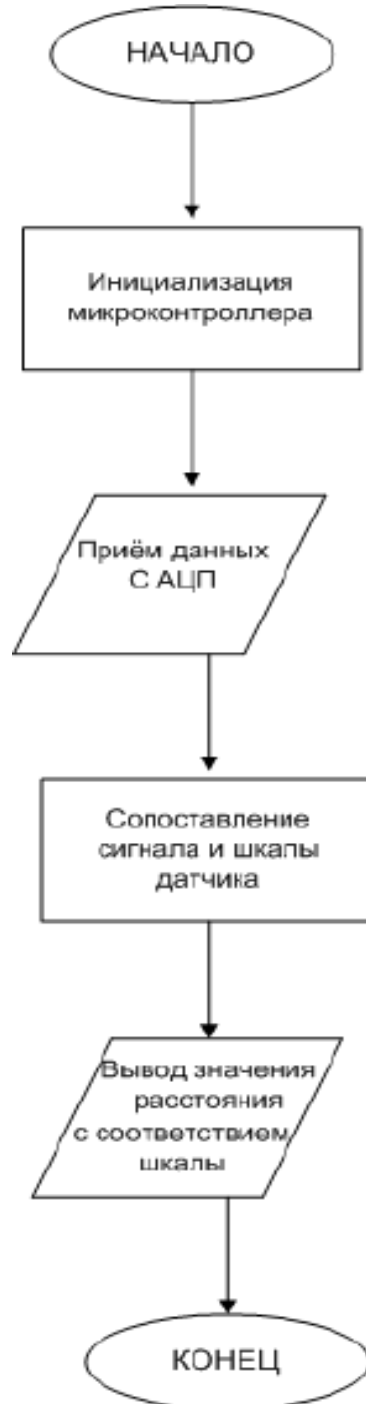 НАЧАЛО
Инициализация
микроконтроллера
Приём данных
С АЦП
Сопоставление
сигнала и шкалы
датчика
Вывод значения
расстояния
с соответствием
шкалы
КОНЕЦ